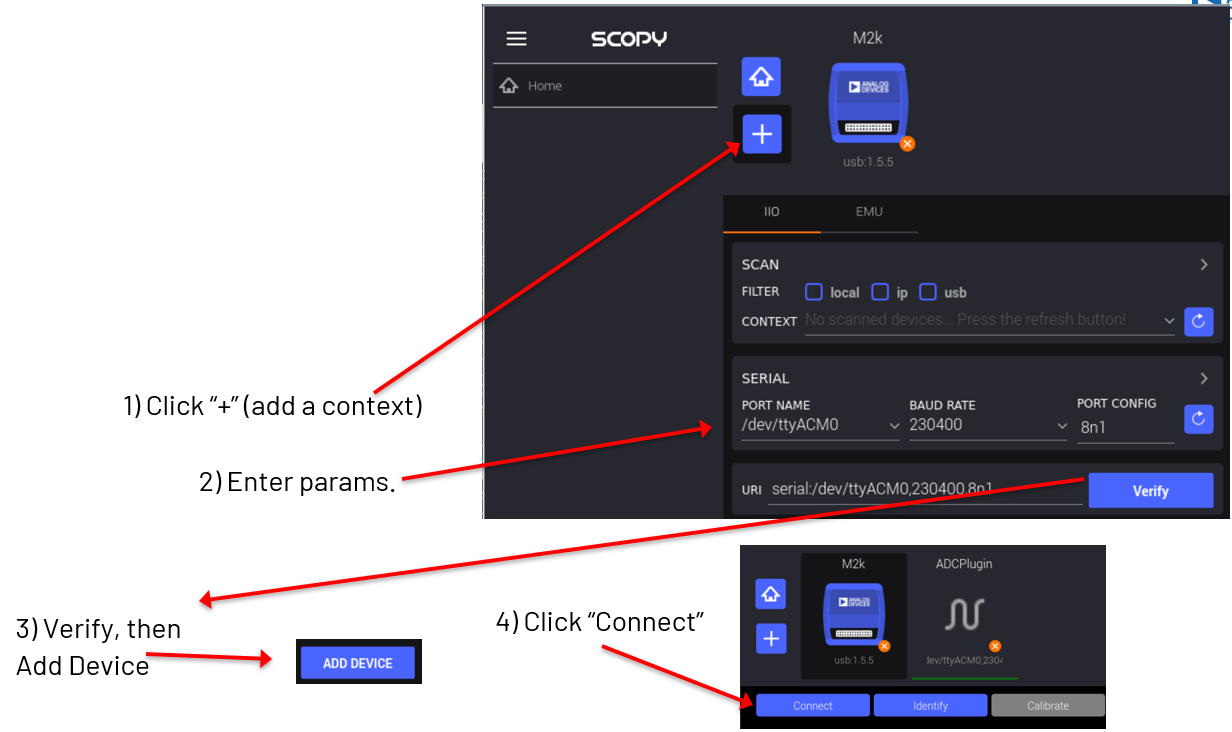 SCOPY
Home
M2k
ANALOG
DEVICES
usb:1.5.5
IIO EMU
SCAN
FILTER local ip usb
CONTEXT No scanned devices... Press the refresh button!
SERIAL
PORT NAME BAUD RATE PORT CONFIG
/dev/ttyACM0 230400 8n1
URI serial:/dev/ttyACM0,230400,8n1 Verify
1) Click “+” (add a context)
2) Enter params.
3) Verify, then
Add Device
ADD DEVICE
4) Click “Connect”
M2k ADCPlugin
ANALOG
DEVICES
usb:1.5.5 /dev/ttyACM0,2304
Connect Identify Calibrate